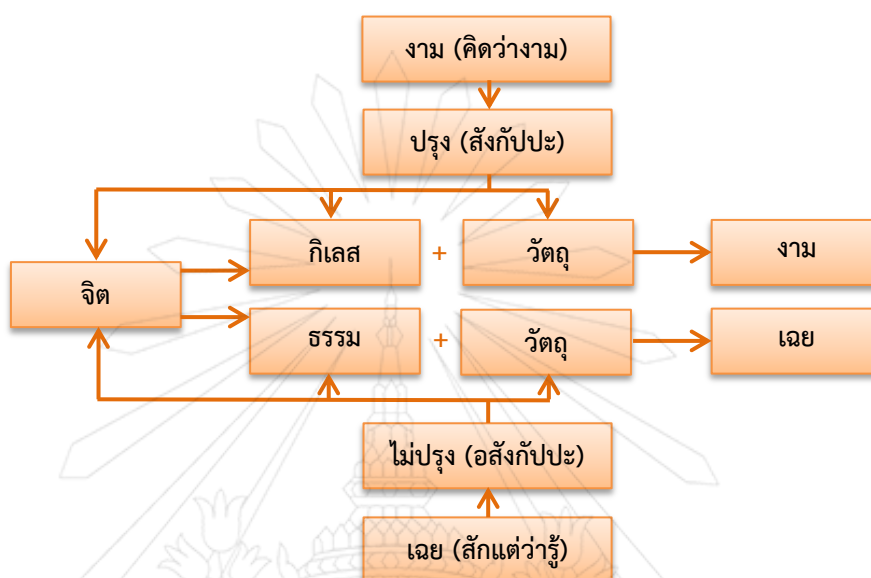 งาม (คิดว่างาม)
ปรุง (สังกัปปะ)
กิเลส + วัตถุ งาม
จิต
ธรรม + วัตถุ เฉย
ไม่ปรุง (อสังกัปปะ)
เฉย (สักแต่ว่ารู้)